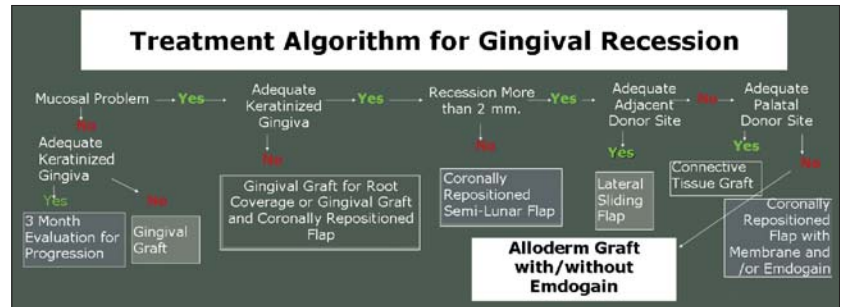 Treatment Algorithm for Gingival Recession
Mucosal Problem
Yes
Adequate
Keratinized
Gingiva
Yes
Recession More
than 2 mm.
Yes
Adequate
Adjacent
Donor Site
No
Adequate
Palatal
Donor Site
No
Adequate
Keratinized
Gingiva
No
No
Yes
Yes
No
Yes
No
3 Month
Evaluation for
Progression
Gingival
Graft
Gingival Graft for Root
Coverage or Gingival Graft
and Coronally Repositioned
Flap
Coronally
Repositioned
Semi-Lunar Flap
Lateral
Sliding
Flap
Connective
Tissue Graft
Coronally
Repositioned
Flap with
Membrane and
/or Emdogain
Alloderm Graft
with/without
Emdogain